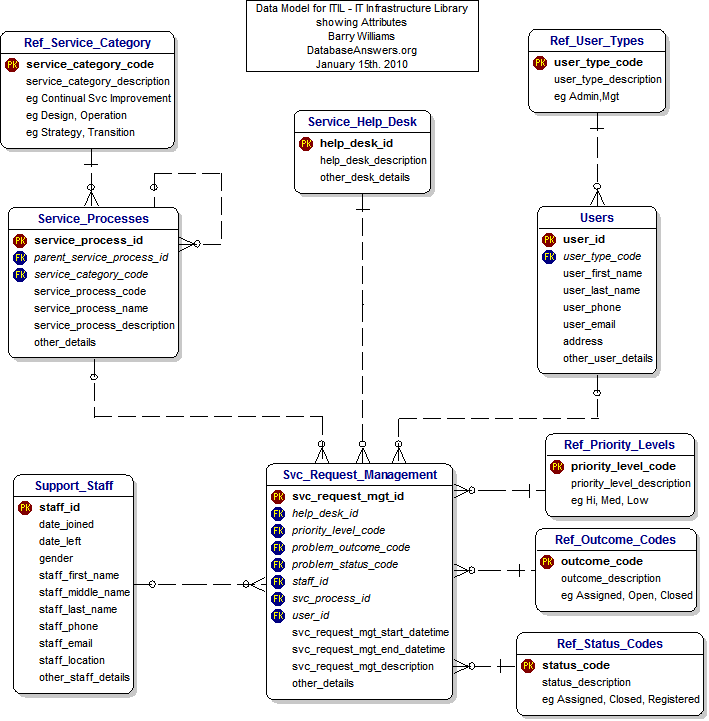 Data Model for ITIL - IT Infrastructure Library
showing Attributes
Barry Williams
DatabaseAnswers.org
January 15th. 2010
Ref_Service_Category
PK service_category_code
service_category_description
eg Continual Svc Improvement
eg Design, Operation
eg Strategy, Transition
Ref_User_Types
PK user_type_code
user_type_description
eg Admin,Mgt
Service_Help_Desk
PK help_desk_id
help_desk_description
other_desk_details
Service_Processes
PK service_process_id
FK parent_service_process_id
FK service_category_code
service_process_code
service_process_name
service_process_description
other_details
Users
PK user_id
FK user_type_code
user_first_name
user_last_name
user_phone
user_email
address
other_user_details
Support_Staff
PK staff_id
date_joined
date_left
gender
staff_first_name
staff_middle_name
staff_last_name
staff_phone
staff_email
staff_location
other_staff_details
Svc_Request_Management
PK svc_request_mgt_id
FK help_desk_id
FK priority_level_code
FK problem_outcome_code
FK problem_status_code
FK staff_id
FK svc_process_id
FK user_id
svc_request_mgt_start_datetime
svc_request_mgt_end_datetime
svc_request_mgt_description
other_details
Ref_Priority_Levels
PK priority_level_code
priority_level_description
eg Hi, Med, Low
Ref_Outcome_Codes
PK outcome_code
outcome_description
eg Assigned, Open, Closed
Ref_Status_Codes
PK status_code
status_description
eg Assigned, Closed, Registered